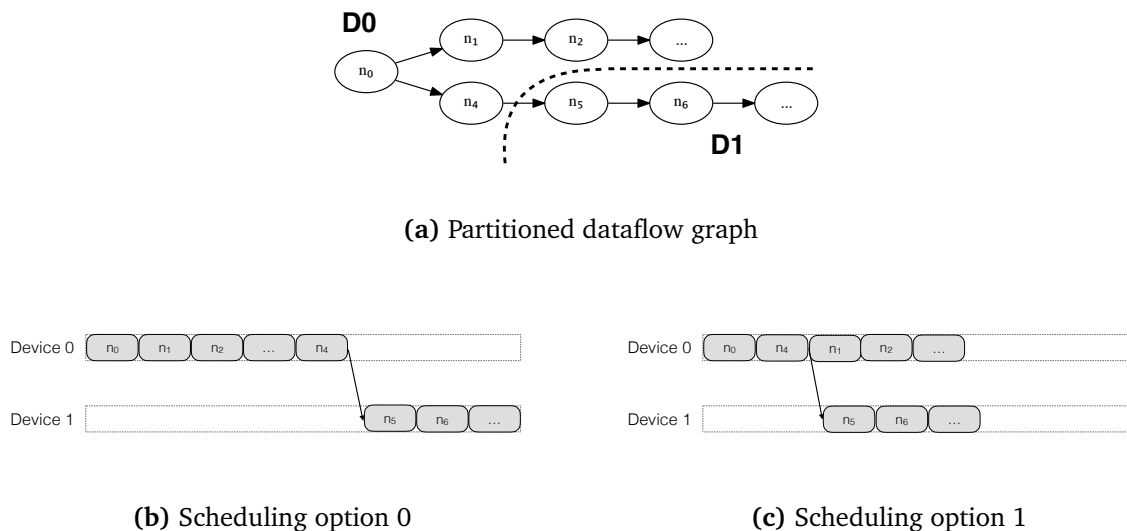 D0
n₁ n₂ ...
n₀
n₄ n₅ n₆ ...
D1
(a) Partitioned dataflow graph
Device 0 n₀ n₁ n₂ ... n₄
Device 1 n₅ n₆ ...
(b) Scheduling option 0
Device 0 n₀ n₄ n₁ n₂ ...
Device 1 n₅ n₆ ...
(c) Scheduling option 1